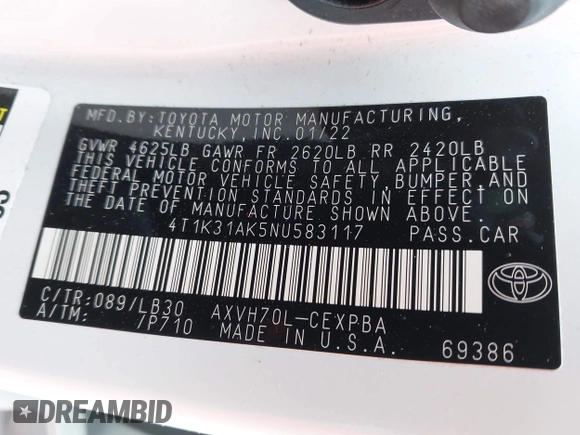 MFD.BY:TOYOTA MOTOR MANUFACTURING,
KENTUCKY,INC.01/22
GVWR 4625LB GAWR FR 2620LB RR 2420LB
THIS VEHICLE CONFORMS TO ALL APPLICABLE
FEDERAL MOTOR VEHICLE SAFETY,BUMPER,AND
THEFT PREVENTION STANDARDS IN EFFECT ON
THE DATE OF MANUFACTURE SHOWN ABOVE.
4T1K31AK5NU583117 PASS.CAR
C/TR:089/LB30 AXVH70L-CEXPBA
A/TM: /P710 MADE IN U.S.A. 69386
DREAMBID